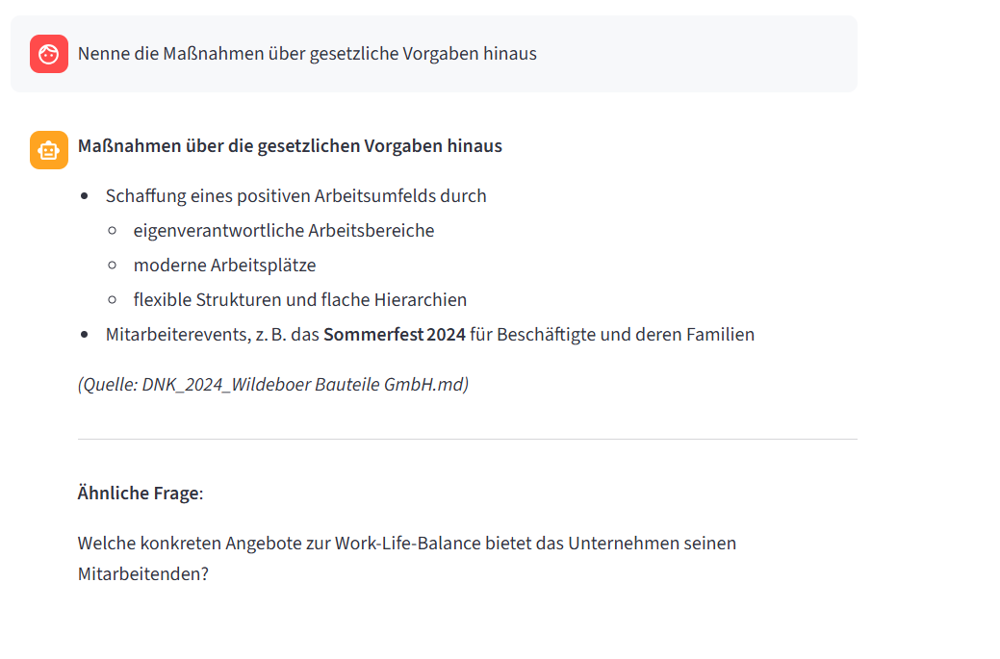 Nenne die Maßnahmen über gesetzliche Vorgaben hinaus
Maßnahmen über die gesetzlichen Vorgaben hinaus
• Schaffung eines positiven Arbeitsumfelds durch
◦ eigenverantwortliche Arbeitsbereiche
◦ moderne Arbeitsplätze
◦ flexible Strukturen und flache Hierarchien
• Mitarbeiterevents, z. B. das Sommerfest 2024 für Beschäftigte und deren Familien
(Quelle: DNK_2024_Wildeboer Bauteile GmbH.md)
Ähnliche Frage:
Welche konkreten Angebote zur Work-Life-Balance bietet das Unternehmen seinen
Mitarbeitenden?